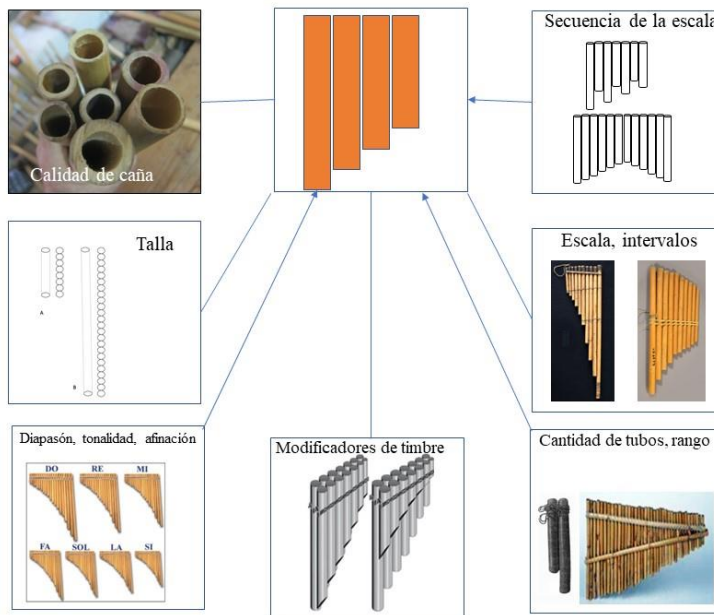 Calidad de caña
Secuencia de la escala
Talla
A
B
Escala, intervalos
Diapasón, tonalidad, afinación
DO RE MI
FA SOL LA SI
Modificadores de timbre
Cantidad de tubos, rango